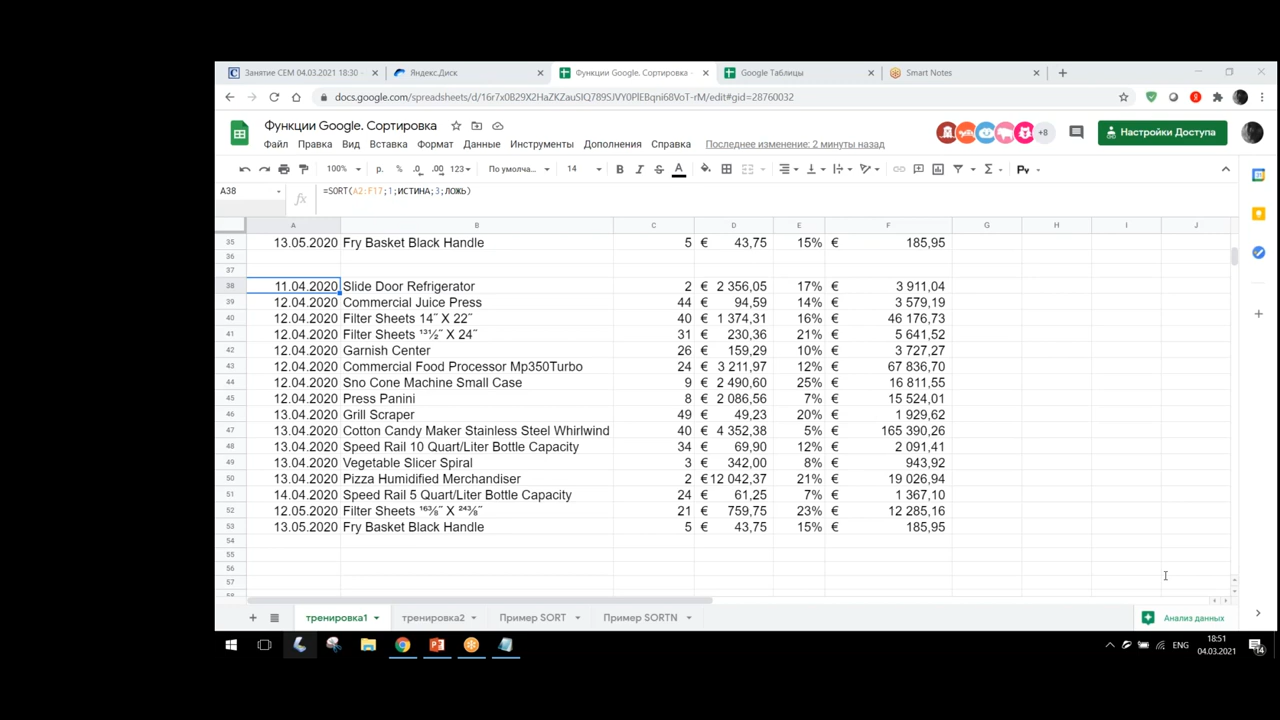 Занятие СЕМ 04.03.2021 18:30
Яндекс.Диск
Функции Google. Сортировка
Google Таблицы
Smart Notes
Функции Google. Сортировка
+8
Настройки Доступа
Файл Правка Вид Вставка Формат Данные Инструменты Дополнения Справка Последнее изменение: 2 минуты назад
100% р. % .0 .00 123 По умолча... 14 B I S A Σ Ру
A38 fx =SORT(A2:F17;1;ИСТИНА;3;ЛОЖЬ)
A B C D E F G H I J
35 13.05.2020 Fry Basket Black Handle 5 € 43,75 15% € 185,95
36
37
38 11.04.2020 Slide Door Refrigerator 2 € 2 356,05 17% € 3 911,04
39 12.04.2020 Commercial Juice Press 44 € 94,59 14% € 3 579,19
40 12.04.2020 Filter Sheets 14˝ X 22˝ 40 € 1 374,31 16% € 46 176,73
41 12.04.2020 Filter Sheets ¹³½˝ X 24˝ 31 € 230,36 21% € 5 641,52
42 12.04.2020 Garnish Center 26 € 159,29 10% € 3 727,27
43 12.04.2020 Commercial Food Processor Mp350Turbo 24 € 3 211,97 12% € 67 836,70
44 12.04.2020 Sno Cone Machine Small Case 9 € 2 490,60 25% € 16 811,55
45 12.04.2020 Press Panini 8 € 2 086,56 7% € 15 524,01
46 13.04.2020 Grill Scraper 49 € 49,23 20% € 1 929,62
47 13.04.2020 Cotton Candy Maker Stainless Steel Whirlwind 40 € 4 352,38 5% € 165 390,26
48 13.04.2020 Speed Rail 10 Quart/Liter Bottle Capacity 34 € 69,90 12% € 2 091,41
49 13.04.2020 Vegetable Slicer Spiral 3 € 342,00 8% € 943,92
50 13.04.2020 Pizza Humidified Merchandiser 2 € 12 042,37 21% € 19 026,94
51 14.04.2020 Speed Rail 5 Quart/Liter Bottle Capacity 24 € 61,25 7% € 1 367,10
52 12.05.2020 Filter Sheets ¹⁶⅜˝ X ²⁴⅜˝ 21 € 759,75 23% € 12 285,16
53 13.05.2020 Fry Basket Black Handle 5 € 43,75 15% € 185,95
54
55
56
57
58
тренировка1 тренировка2 Пример SORT Пример SORTN Анализ данных
ENG
18:51
04.03.2021
14